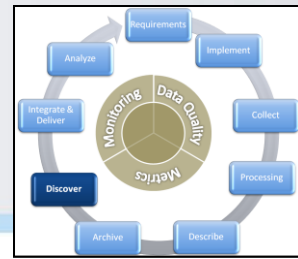 Requirements
Implement
Collect
Processing
Describe
Archive
Discover
Integrate &
Deliver
Analyze
Monitoring
Data Quality
Metrics